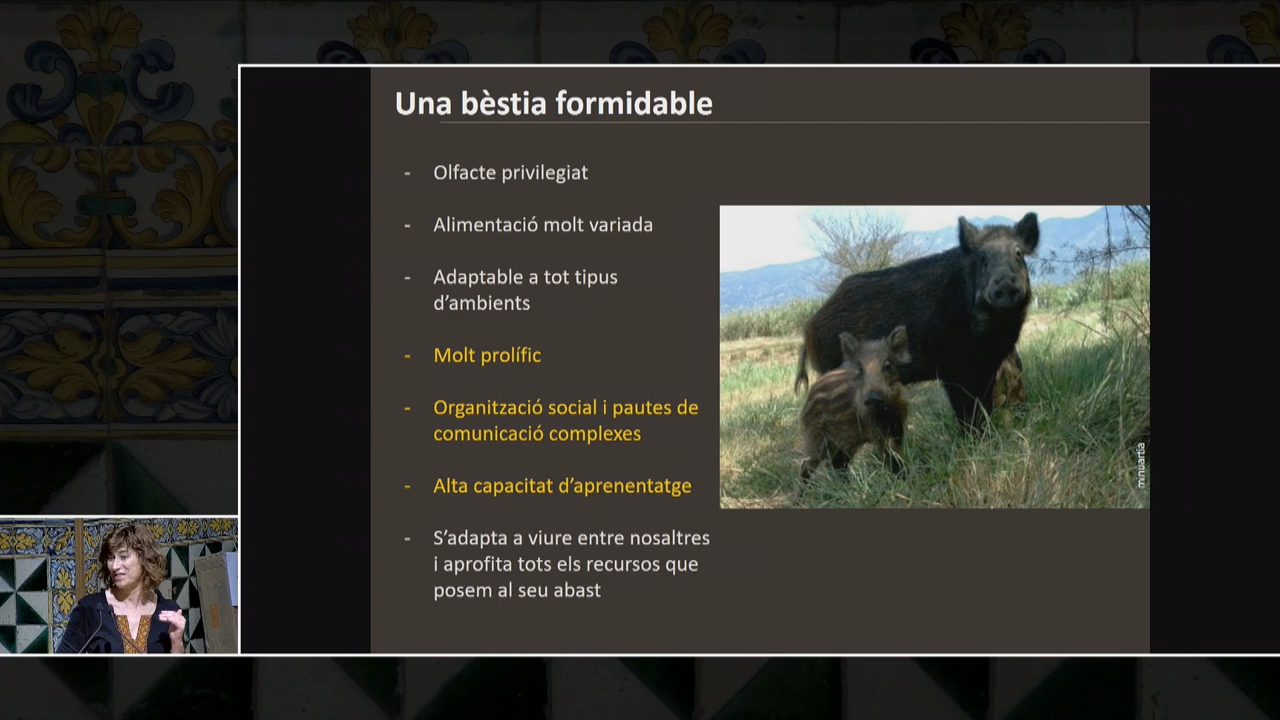 Una bèstia formidable
- Olfacte privilegiat
- Alimentació molt variada
- Adaptable a tot tipus
d'ambients
- Molt prolífic
- Organització social i pautes de
comunicació complexes
- Alta capacitat d'aprenentatge
- S'adapta a viure entre nosaltres
i aprofita tots els recursos que
posem al seu abast
minuartia